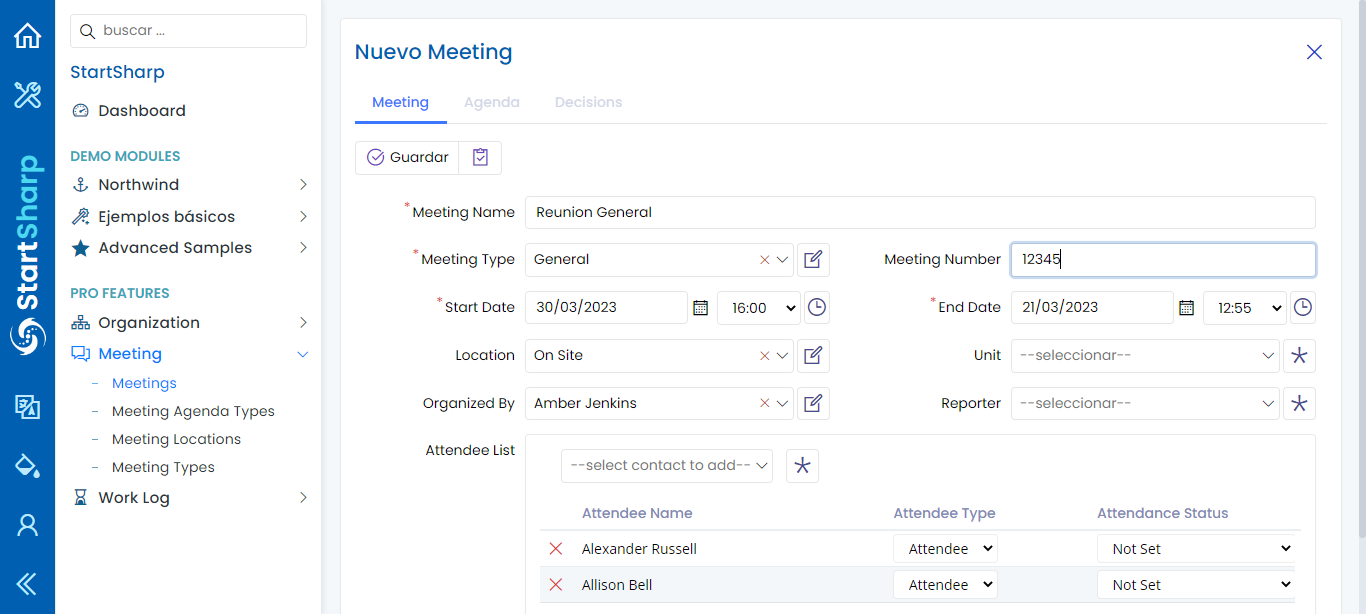 StartSharp
buscar ...
StartSharp
Dashboard
DEMO MODULES
Northwind
Ejemplos básicos
Advanced Samples
PRO FEATURES
Organization
Meeting
Meetings
Meeting Agenda Types
Meeting Locations
Meeting Types
Work Log
Nuevo Meeting
Meeting Agenda Decisions
Guardar
*Meeting Name Reunion General
*Meeting Type General Meeting Number 12345
*Start Date 30/03/2023 16:00 *End Date 21/03/2023 12:55
Location On Site Unit --seleccionar--
Organized By Amber Jenkins Reporter --seleccionar--
Attendee List
--select contact to add--
Attendee Name Attendee Type Attendance Status
Alexander Russell Attendee Not Set
Allison Bell Attendee Not Set